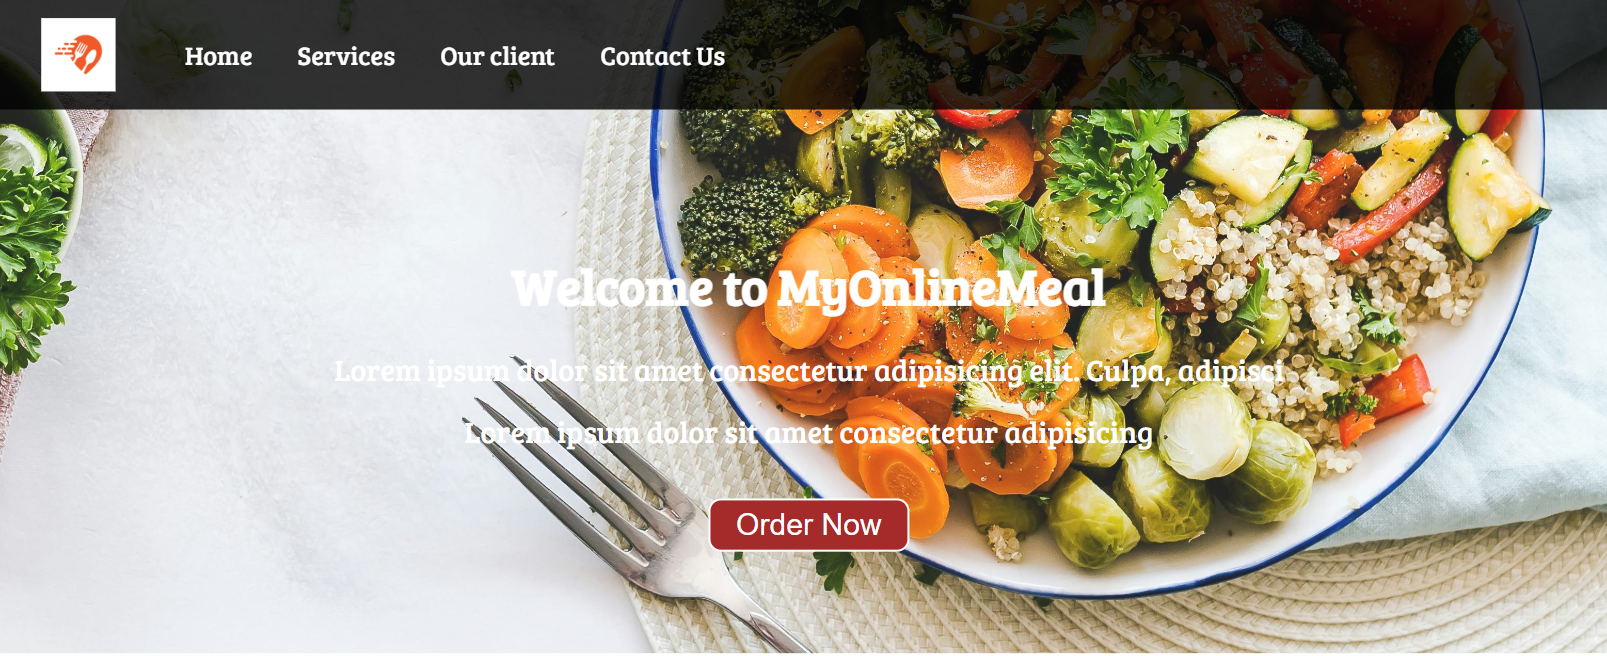 Home Services Our client Contact Us
Welcome to MyOnlineMeal
Lorem ipsum dolor sit amet consectetur adipisicing elit. Culpa, adipisci
Lorem ipsum dolor sit amet consectetur adipisicing
Order Now